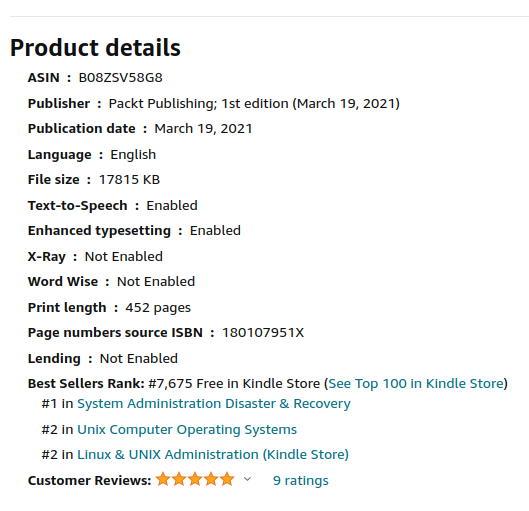 Product details
ASIN : B08ZSV58G8
Publisher : Packt Publishing; 1st edition (March 19, 2021)
Publication date : March 19, 2021
Language : English
File size : 17815 KB
Text-to-Speech : Enabled
Enhanced typesetting : Enabled
X-Ray : Not Enabled
Word Wise : Not Enabled
Print length : 452 pages
Page numbers source ISBN : 180107951X
Lending : Not Enabled
Best Sellers Rank: #7,675 Free in Kindle Store (See Top 100 in Kindle Store)
#1 in System Administration Disaster & Recovery
#2 in Unix Computer Operating Systems
#2 in Linux & UNIX Administration (Kindle Store)
Customer Reviews: 9 ratings